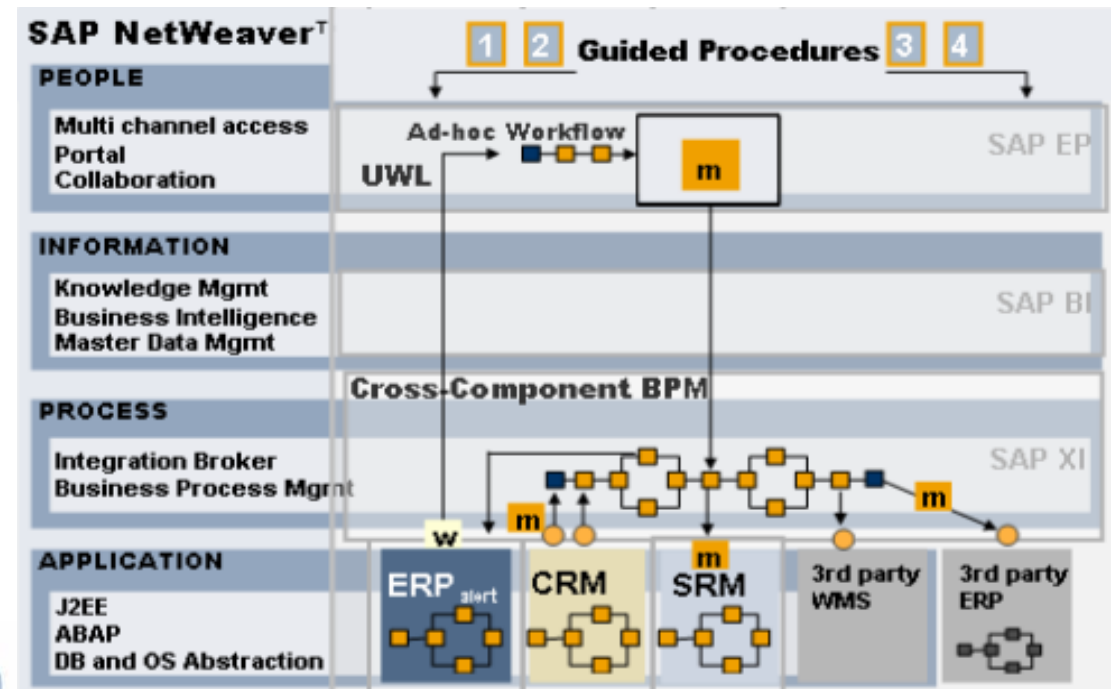 SAP NetWeaver™
1 2 Guided Procedures 3 4
PEOPLE
Multi channel access
Portal
Collaboration
Ad-hoc Workflow
UWL
m
SAP EP
INFORMATION
Knowledge Mgmt
Business Intelligence
Master Data Mgmt
SAP BI
Cross-Component BPM
PROCESS
Integration Broker
Business Process Mgmt
SAP XI
m
m
w
APPLICATION
J2EE
ABAP
DB and OS Abstraction
ERP alert
CRM
m
SRM
3rd party
WMS
3rd party
ERP